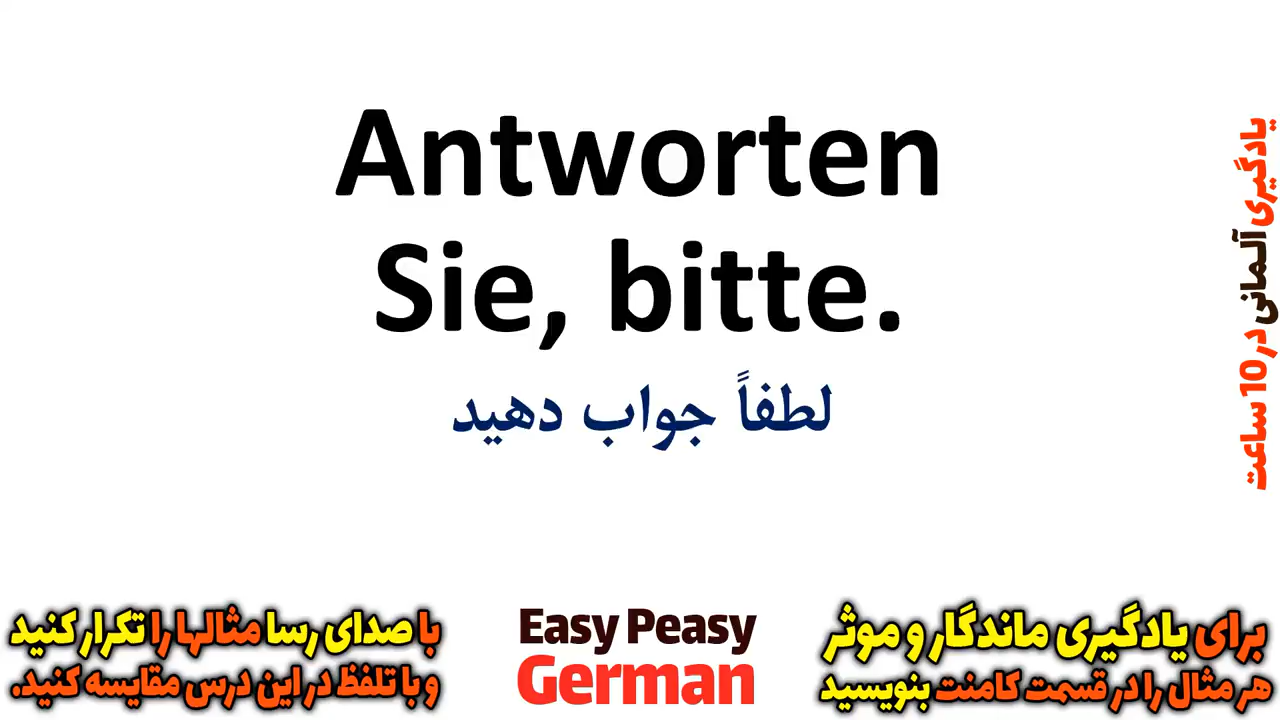 Antworten
Sie, bitte.
لطفاً جواب دهید
یادگیری آلمانی در 10 ساعت
با صدای رسا مثالها را تکرار کنید
و با تلفظ در این درس مقایسه کنید.
Easy Peasy
German
برای یادگیری ماندگار و موثر
هر مثال را در قسمت کامنت بنویسید